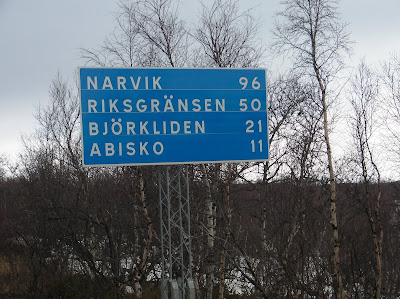 NARVIK 96
RIKSGRÄNSEN 50
BJÖRKLIDEN 21
ABISKO 11